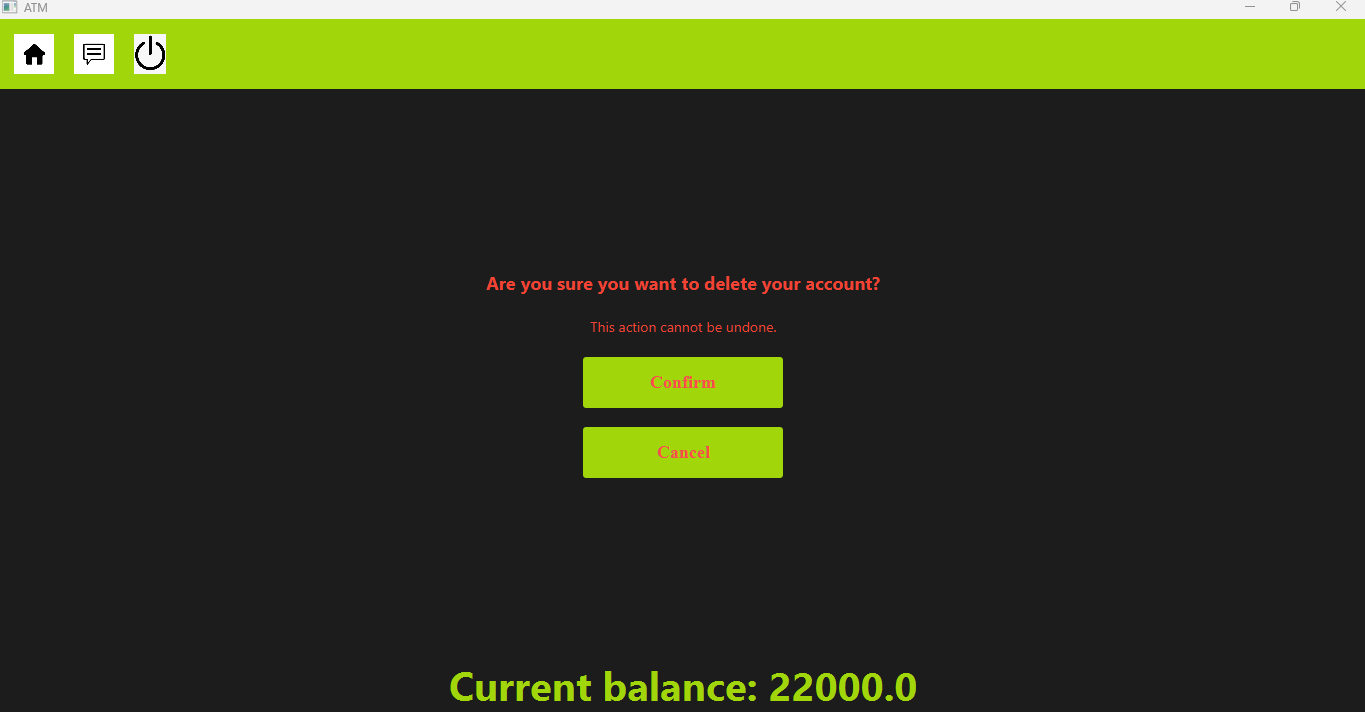 ATM
Are you sure you want to delete your account?
This action cannot be undone.
Confirm
Cancel
Current balance: 22000.0